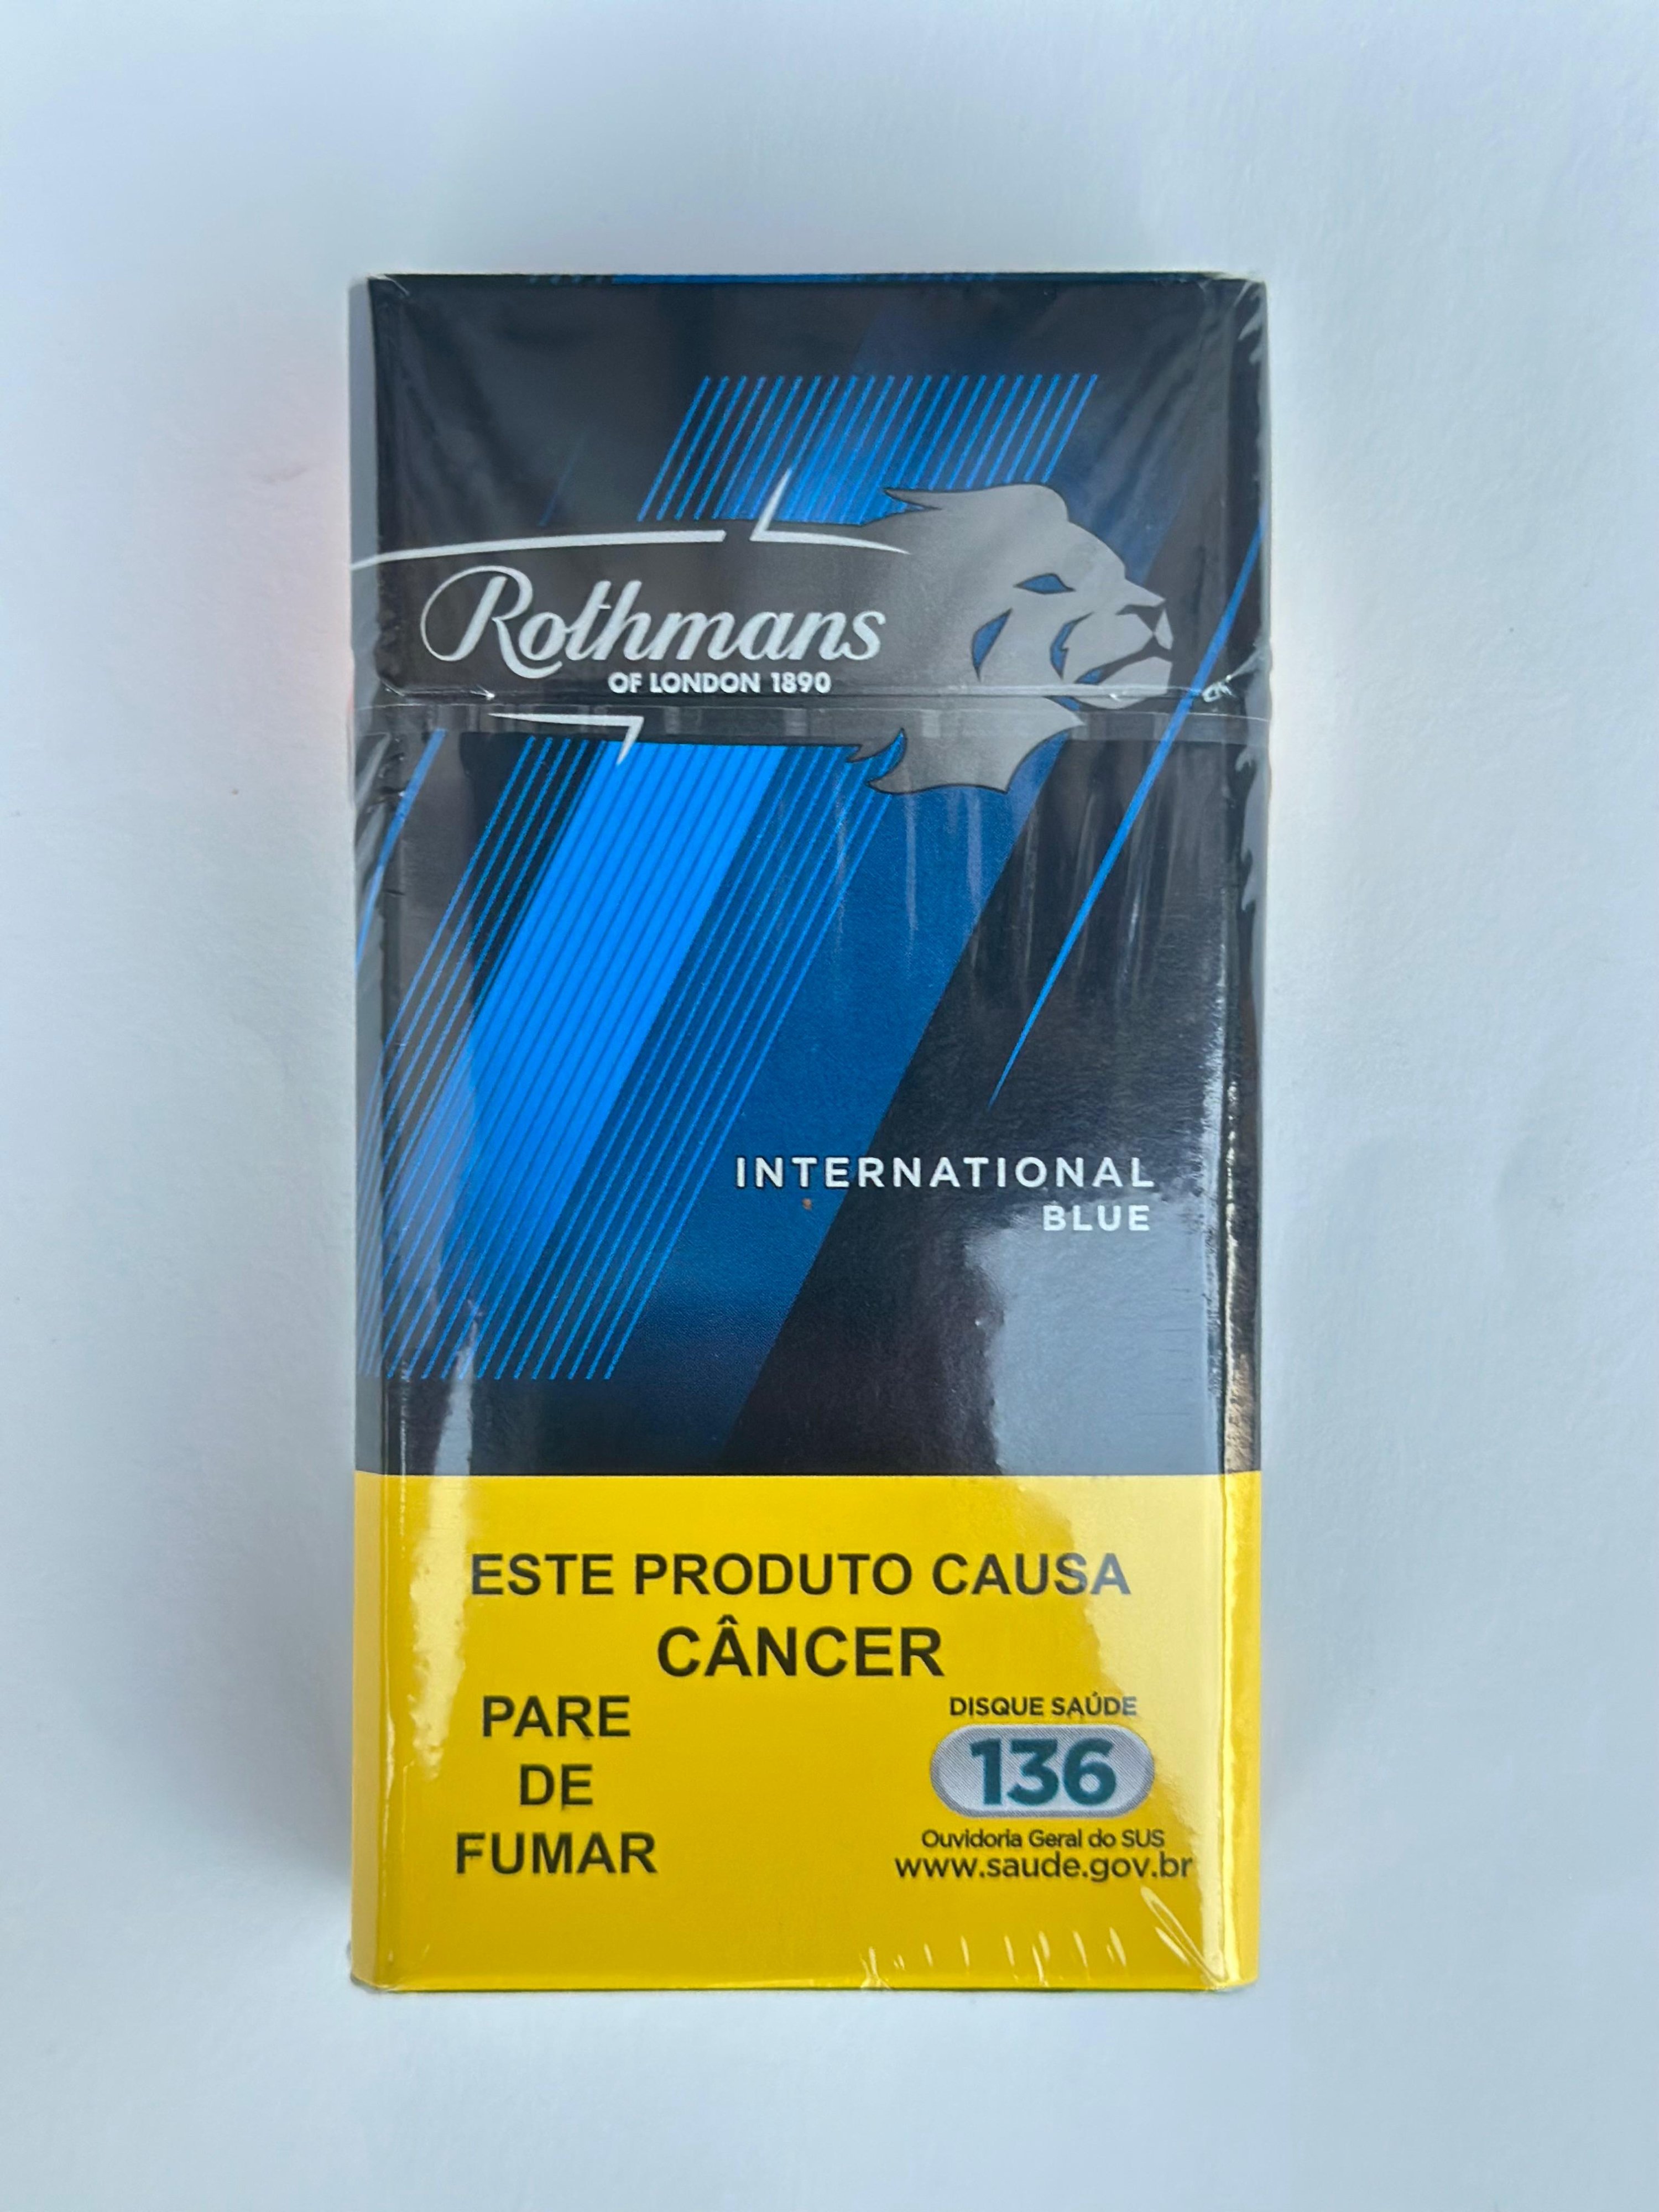 Rothmans
OF LONDON 1890
INTERNATIONAL
BLUE
ESTE PRODUTO CAUSA
CÂNCER
PARE
DE
FUMAR
DISQUE SAÚDE
136
Ouvidoria Geral do SUS
www.saude.gov.br